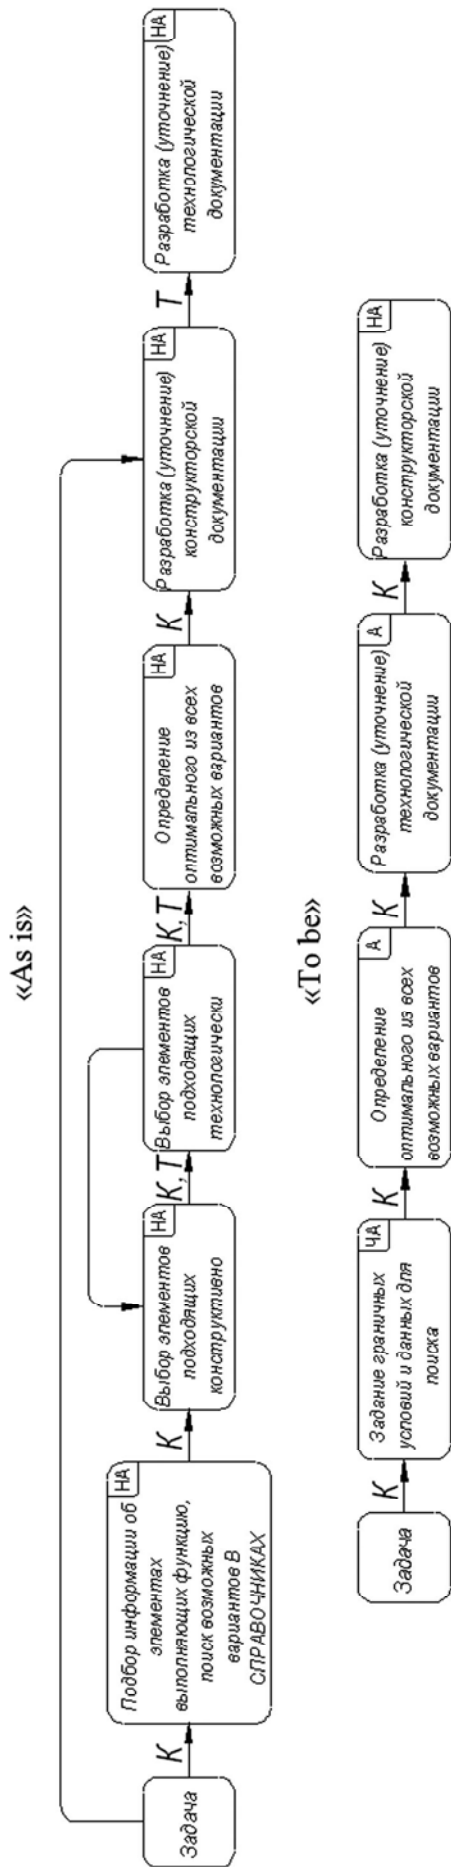 «As is»
Задача
К
НА
Подбор информации об
элементах
выполняющих функцию,
поиск возможных
вариантов В
СПРАВОЧНИКАХ
К
НА
Выбор элементов
подходящих
конструктивно
К, Т
НА
Выбор элементов
подходящих
технологически
К, Т
НА
Определение
оптимального из всех
возможных вариантов
К
НА
Разработка (уточнение)
конструкторской
документации
Т
НА
Разработка (уточнение)
технологической
документации
«To be»
Задача
К
ЧА
Задание граничных
условий и данных для
поиска
К
А
Определение
оптимального из всех
возможных вариантов
К
А
Разработка (уточнение)
технологической
документации
К
НА
Разработка (уточнение)
конструкторской
документации